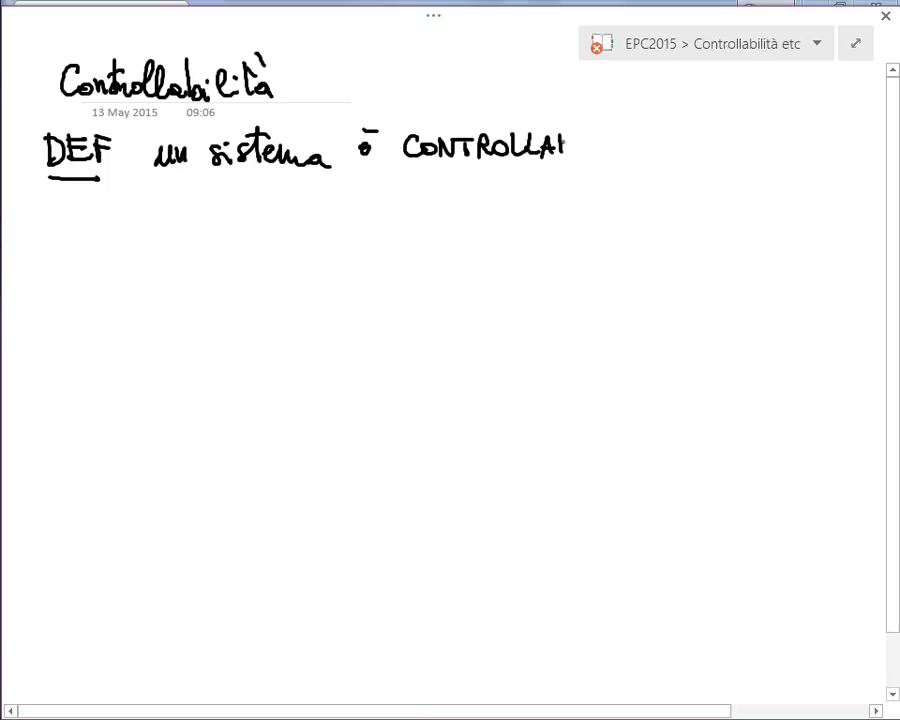 EPC2015 > Controllabilità etc
Controllabilità
13 May 2015 09:06
DEF un sistema è CONTROLLA